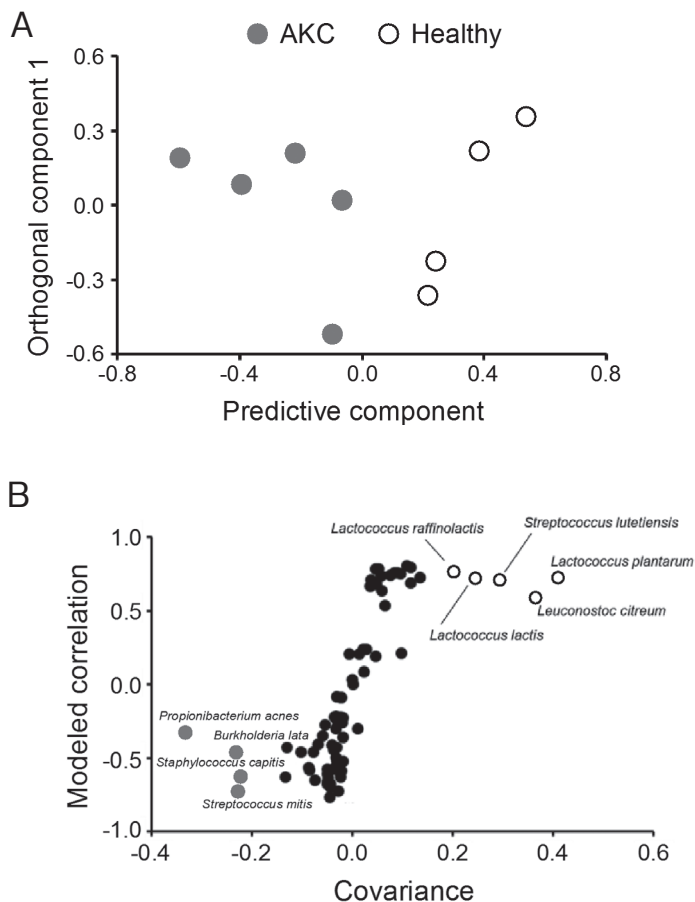 A
AKC
Healthy
Orthogonal component 1
0.6
0.3
0.0
-0.3
-0.6
-0.8
-0.4
0.0
0.4
0.8
Predictive component
B
Modeled correlation
1.0
0.5
0.0
-0.5
-1.0
Lactococcus raffinolactis
Streptococcus lutetiensis
Lactococcus plantarum
Leuconostoc citreum
Lactococcus lactis
Propionibacterium acnes
Burkholderia lata
Staphylococcus capitis
Streptococcus mitis
-0.4
-0.2
0.0
0.2
0.4
0.6
Covariance